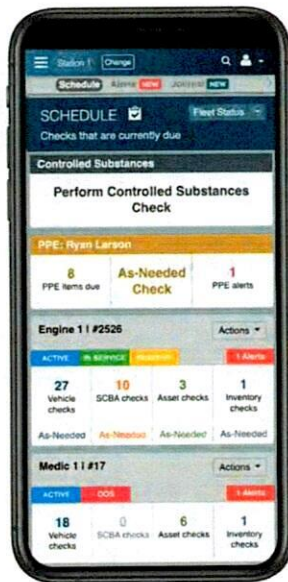 Station 1 Change
Schedule Alerts NEW Journal NEW
SCHEDULE Fleet Status
Checks that are currently due
Controlled Substances
Perform Controlled Substances
Check
PPE: Ryan Larson
8 As-Needed 1
PPE items due Check PPE alerts
Engine 1 | #2526 Actions
ACTIVE IN SERVICE 1 Alerts
27 10 3 1
Vehicle checks SCBA checks Asset checks Inventory checks
As-Needed As-Needed As-Needed As-Needed
Medic 1 | #17 Actions
ACTIVE OOS 1 Alerts
18 0 6 1
Vehicle checks SCBA checks Asset checks Inventory checks